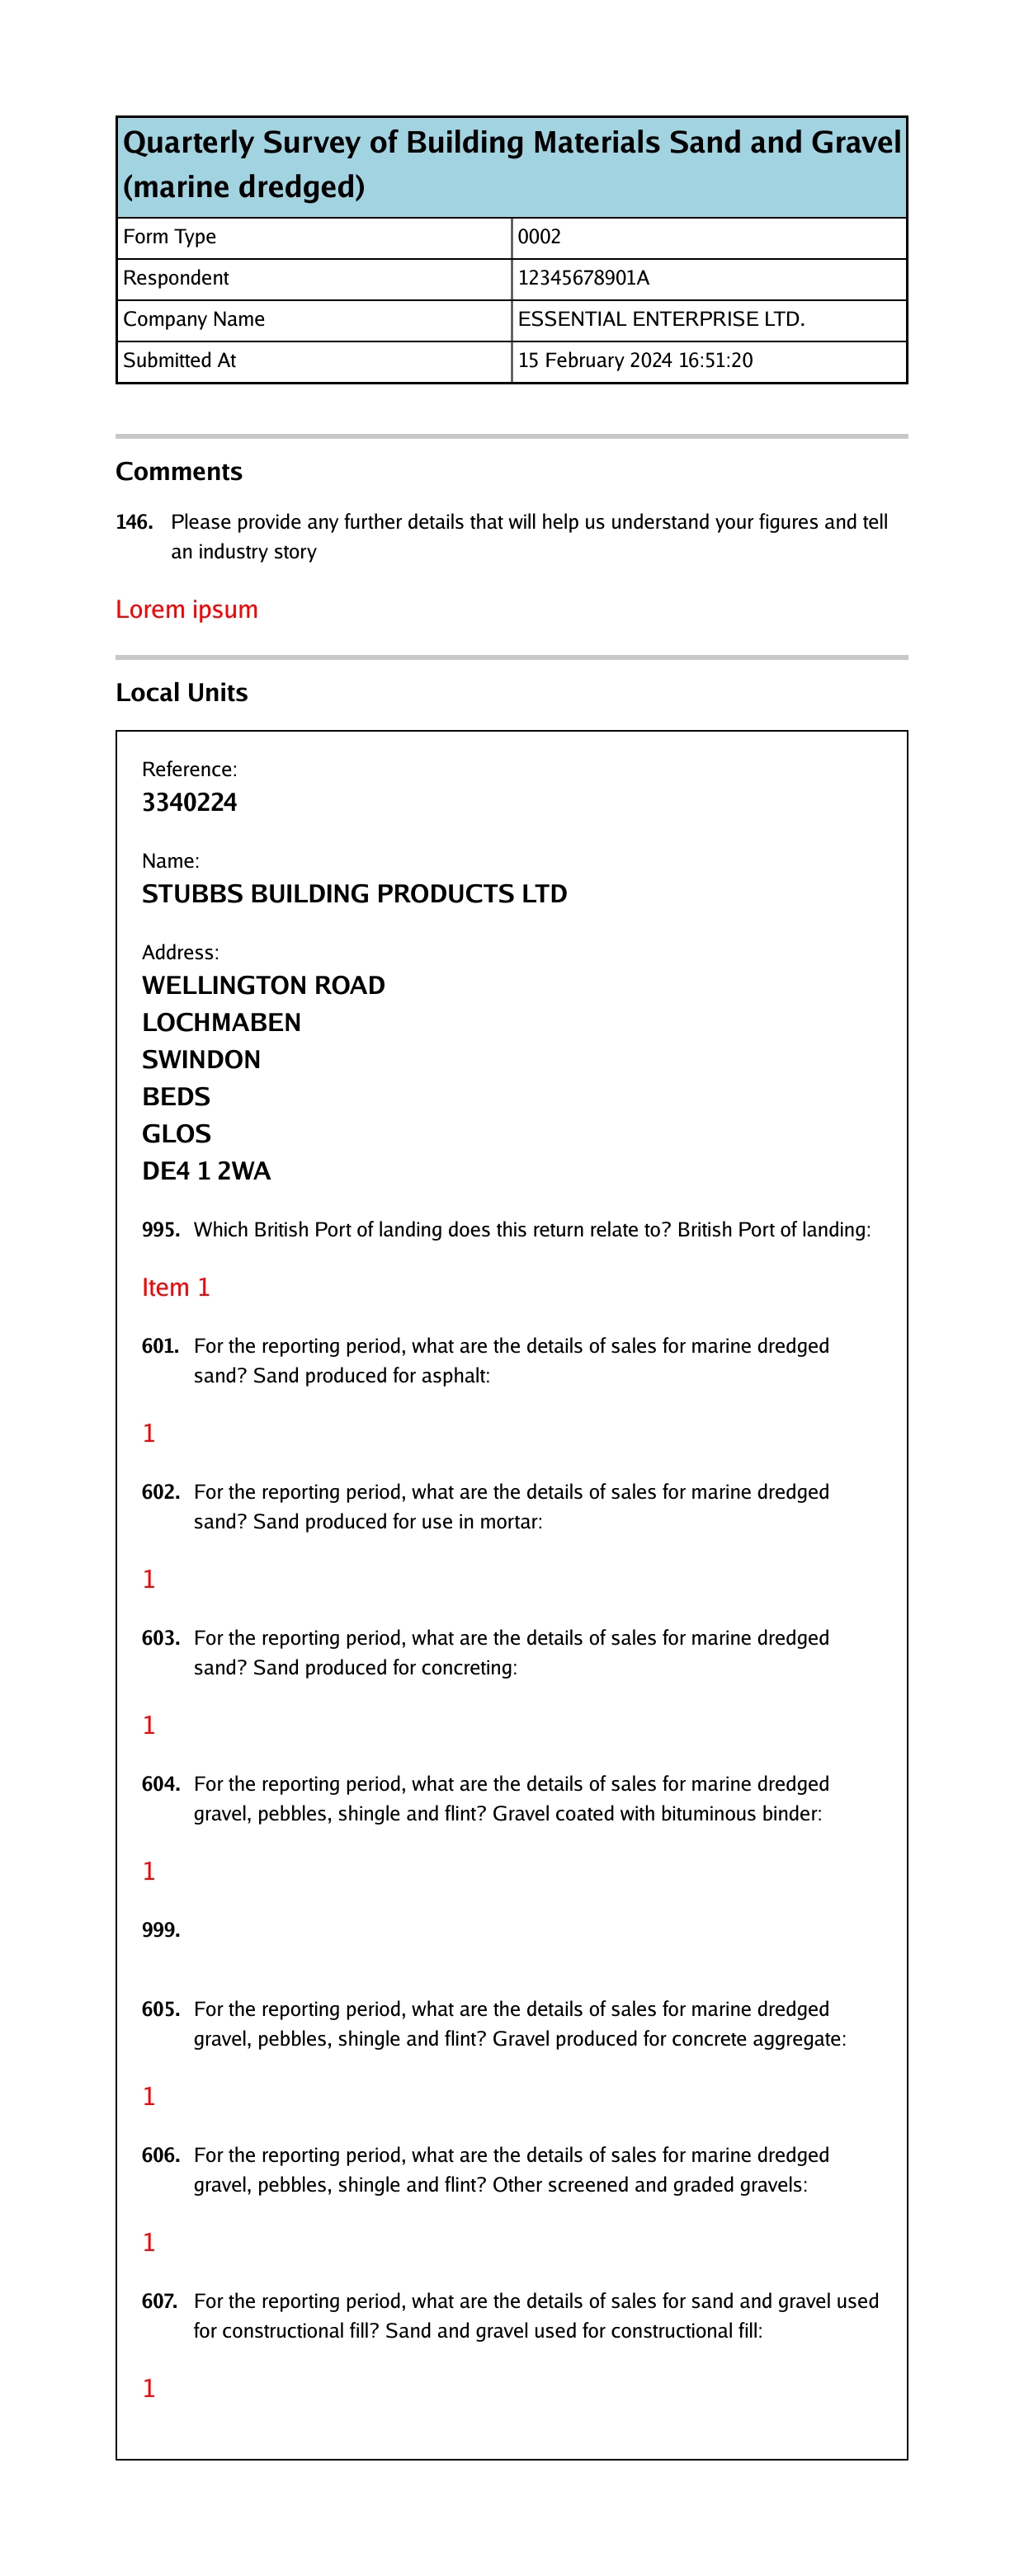 Quarterly Survey of Building Materials Sand and Gravel
(marine dredged)
Form Type 0002
Respondent 12345678901A
Company Name ESSENTIAL ENTERPRISE LTD.
Submitted At 15 February 2024 16:51:20
Comments
146. Please provide any further details that will help us understand your figures and tell
an industry story
Lorem ipsum
Local Units
Reference:
3340224
Name:
STUBBS BUILDING PRODUCTS LTD
Address:
WELLINGTON ROAD
LOCHMABEN
SWINDON
BEDS
GLOS
DE4 1 2WA
995. Which British Port of landing does this return relate to? British Port of landing:
Item 1
601. For the reporting period, what are the details of sales for marine dredged
sand? Sand produced for asphalt:
1
602. For the reporting period, what are the details of sales for marine dredged
sand? Sand produced for use in mortar:
1
603. For the reporting period, what are the details of sales for marine dredged
sand? Sand produced for concreting:
1
604. For the reporting period, what are the details of sales for marine dredged
gravel, pebbles, shingle and flint? Gravel coated with bituminous binder:
1
999.
605. For the reporting period, what are the details of sales for marine dredged
gravel, pebbles, shingle and flint? Gravel produced for concrete aggregate:
1
606. For the reporting period, what are the details of sales for marine dredged
gravel, pebbles, shingle and flint? Other screened and graded gravels:
1
607. For the reporting period, what are the details of sales for sand and gravel used
for constructional fill? Sand and gravel used for constructional fill:
1